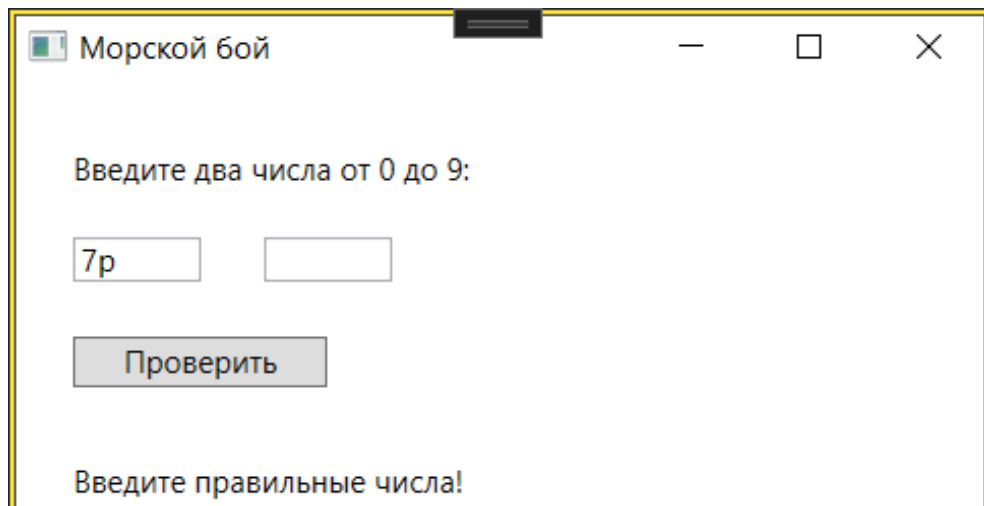 Морской бой
Введите два числа от 0 до 9:
7р
Проверить
Введите правильные числа!